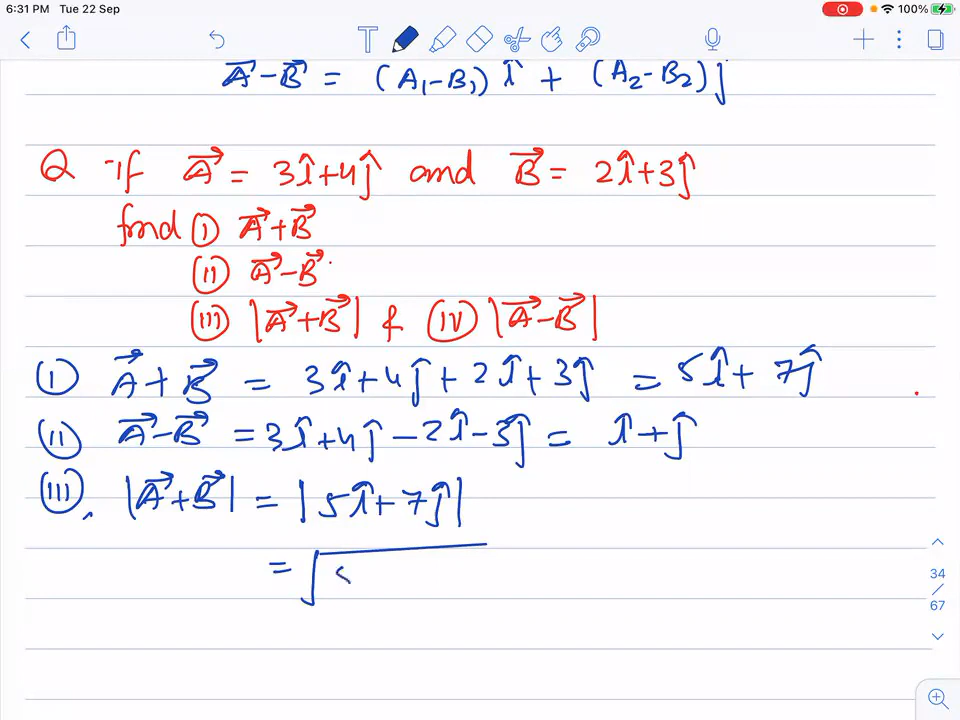 6:31 PM Tue 22 Sep 100%
T
A⃗ − B⃗ = (A₁−B₁) î + (A₂−B₂) ĵ
Q if A⃗ = 3î+4ĵ and B⃗ = 2î+3ĵ
find (i) A⃗+B⃗
(ii) A⃗−B⃗
(iii) |A⃗+B⃗| & (iv) |A⃗−B⃗|
(i) A⃗ + B⃗ = 3î+4ĵ+2î+3ĵ = 5î+7ĵ
(ii) A⃗−B⃗ = 3î+4ĵ−2î−3ĵ = î+ĵ
(iii) |A⃗+B⃗| = |5î+7ĵ|
= √
34
/
67